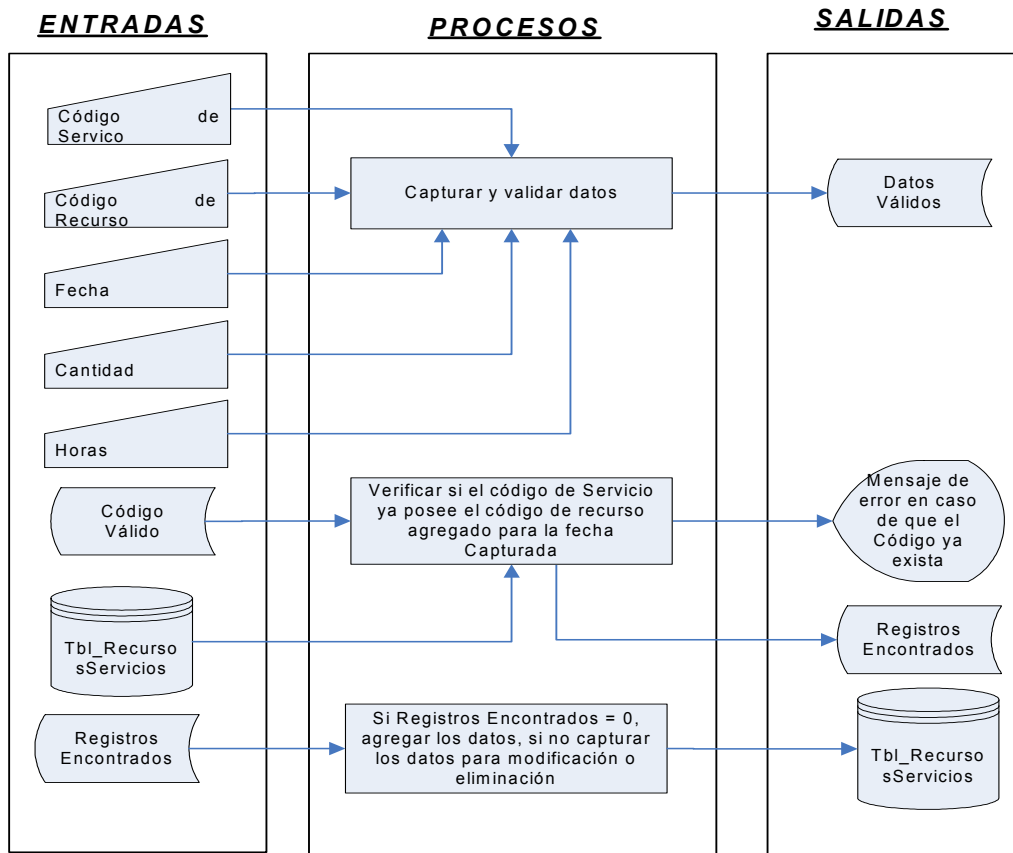 ENTRADAS
PROCESOS
SALIDAS
Código de
Servico
Código de
Recurso
Fecha
Cantidad
Horas
Código
Válido
Tbl_Recurso
sServicios
Registros
Encontrados
Capturar y validar datos
Verificar si el código de Servicio
ya posee el código de recurso
agregado para la fecha
Capturada
Si Registros Encontrados = 0,
agregar los datos, si no capturar
los datos para modificación o
eliminación
Datos
Válidos
Mensaje de
error en caso
de que el
Código ya
exista
Registros
Encontrados
Tbl_Recurso
sServicios